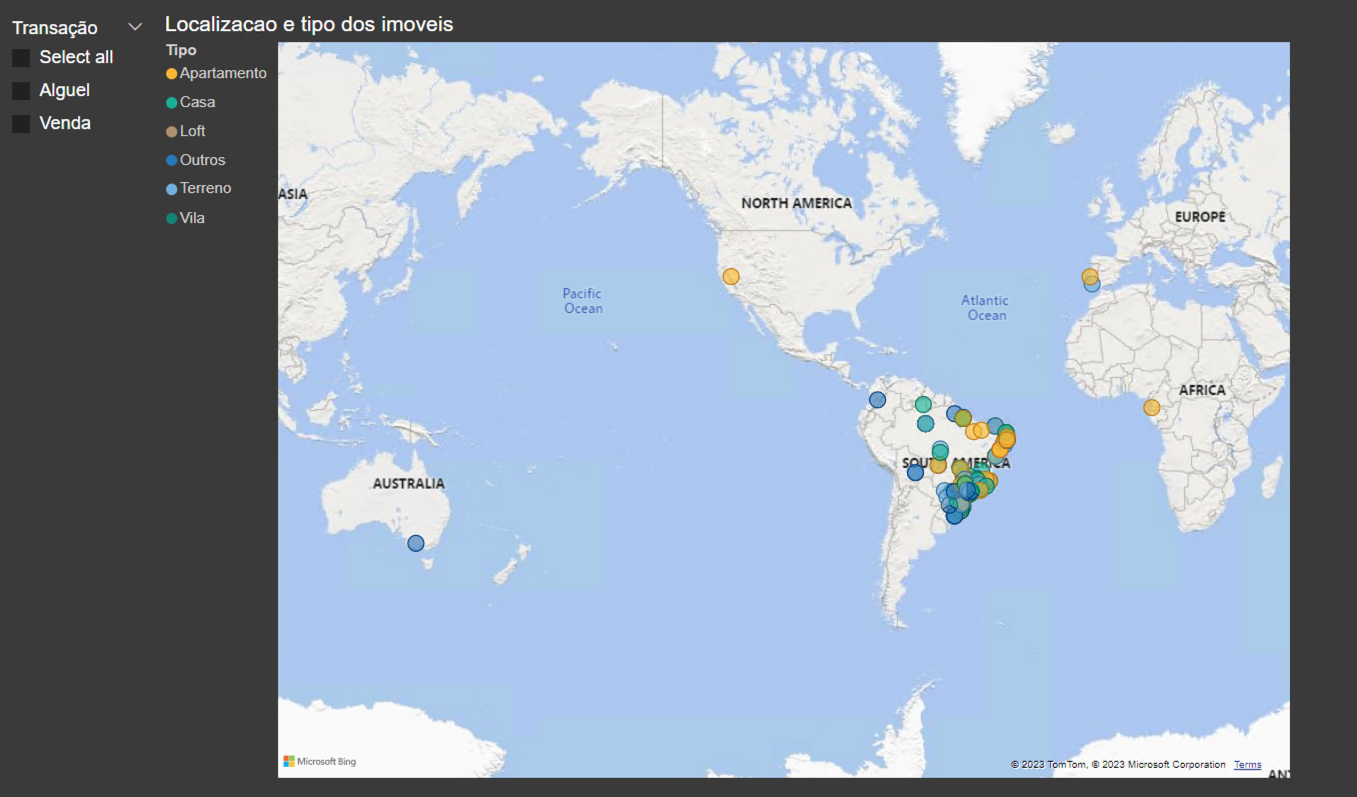 Transação
Select all
Alguel
Venda
Localizacao e tipo dos imoveis
Tipo
Apartamento
Casa
Loft
Outros
Terreno
Vila
ASIA
NORTH AMERICA
EUROPE
Pacific
Ocean
Atlantic
Ocean
AFRICA
SOUTH AMERICA
AUSTRALIA
Microsoft Bing
© 2023 TomTom, © 2023 Microsoft Corporation Terms
ANT